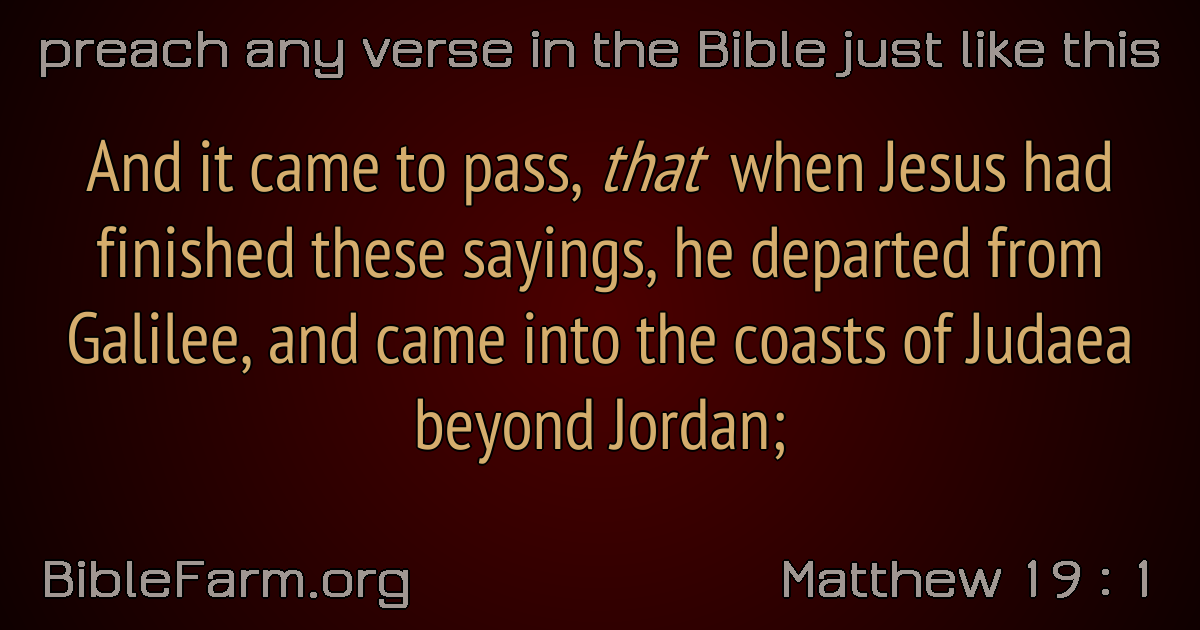 preach any verse in the Bible just like this
And it came to pass, that when Jesus had
finished these sayings, he departed from
Galilee, and came into the coasts of Judaea
beyond Jordan;
BibleFarm.org
Matthew 19 : 1